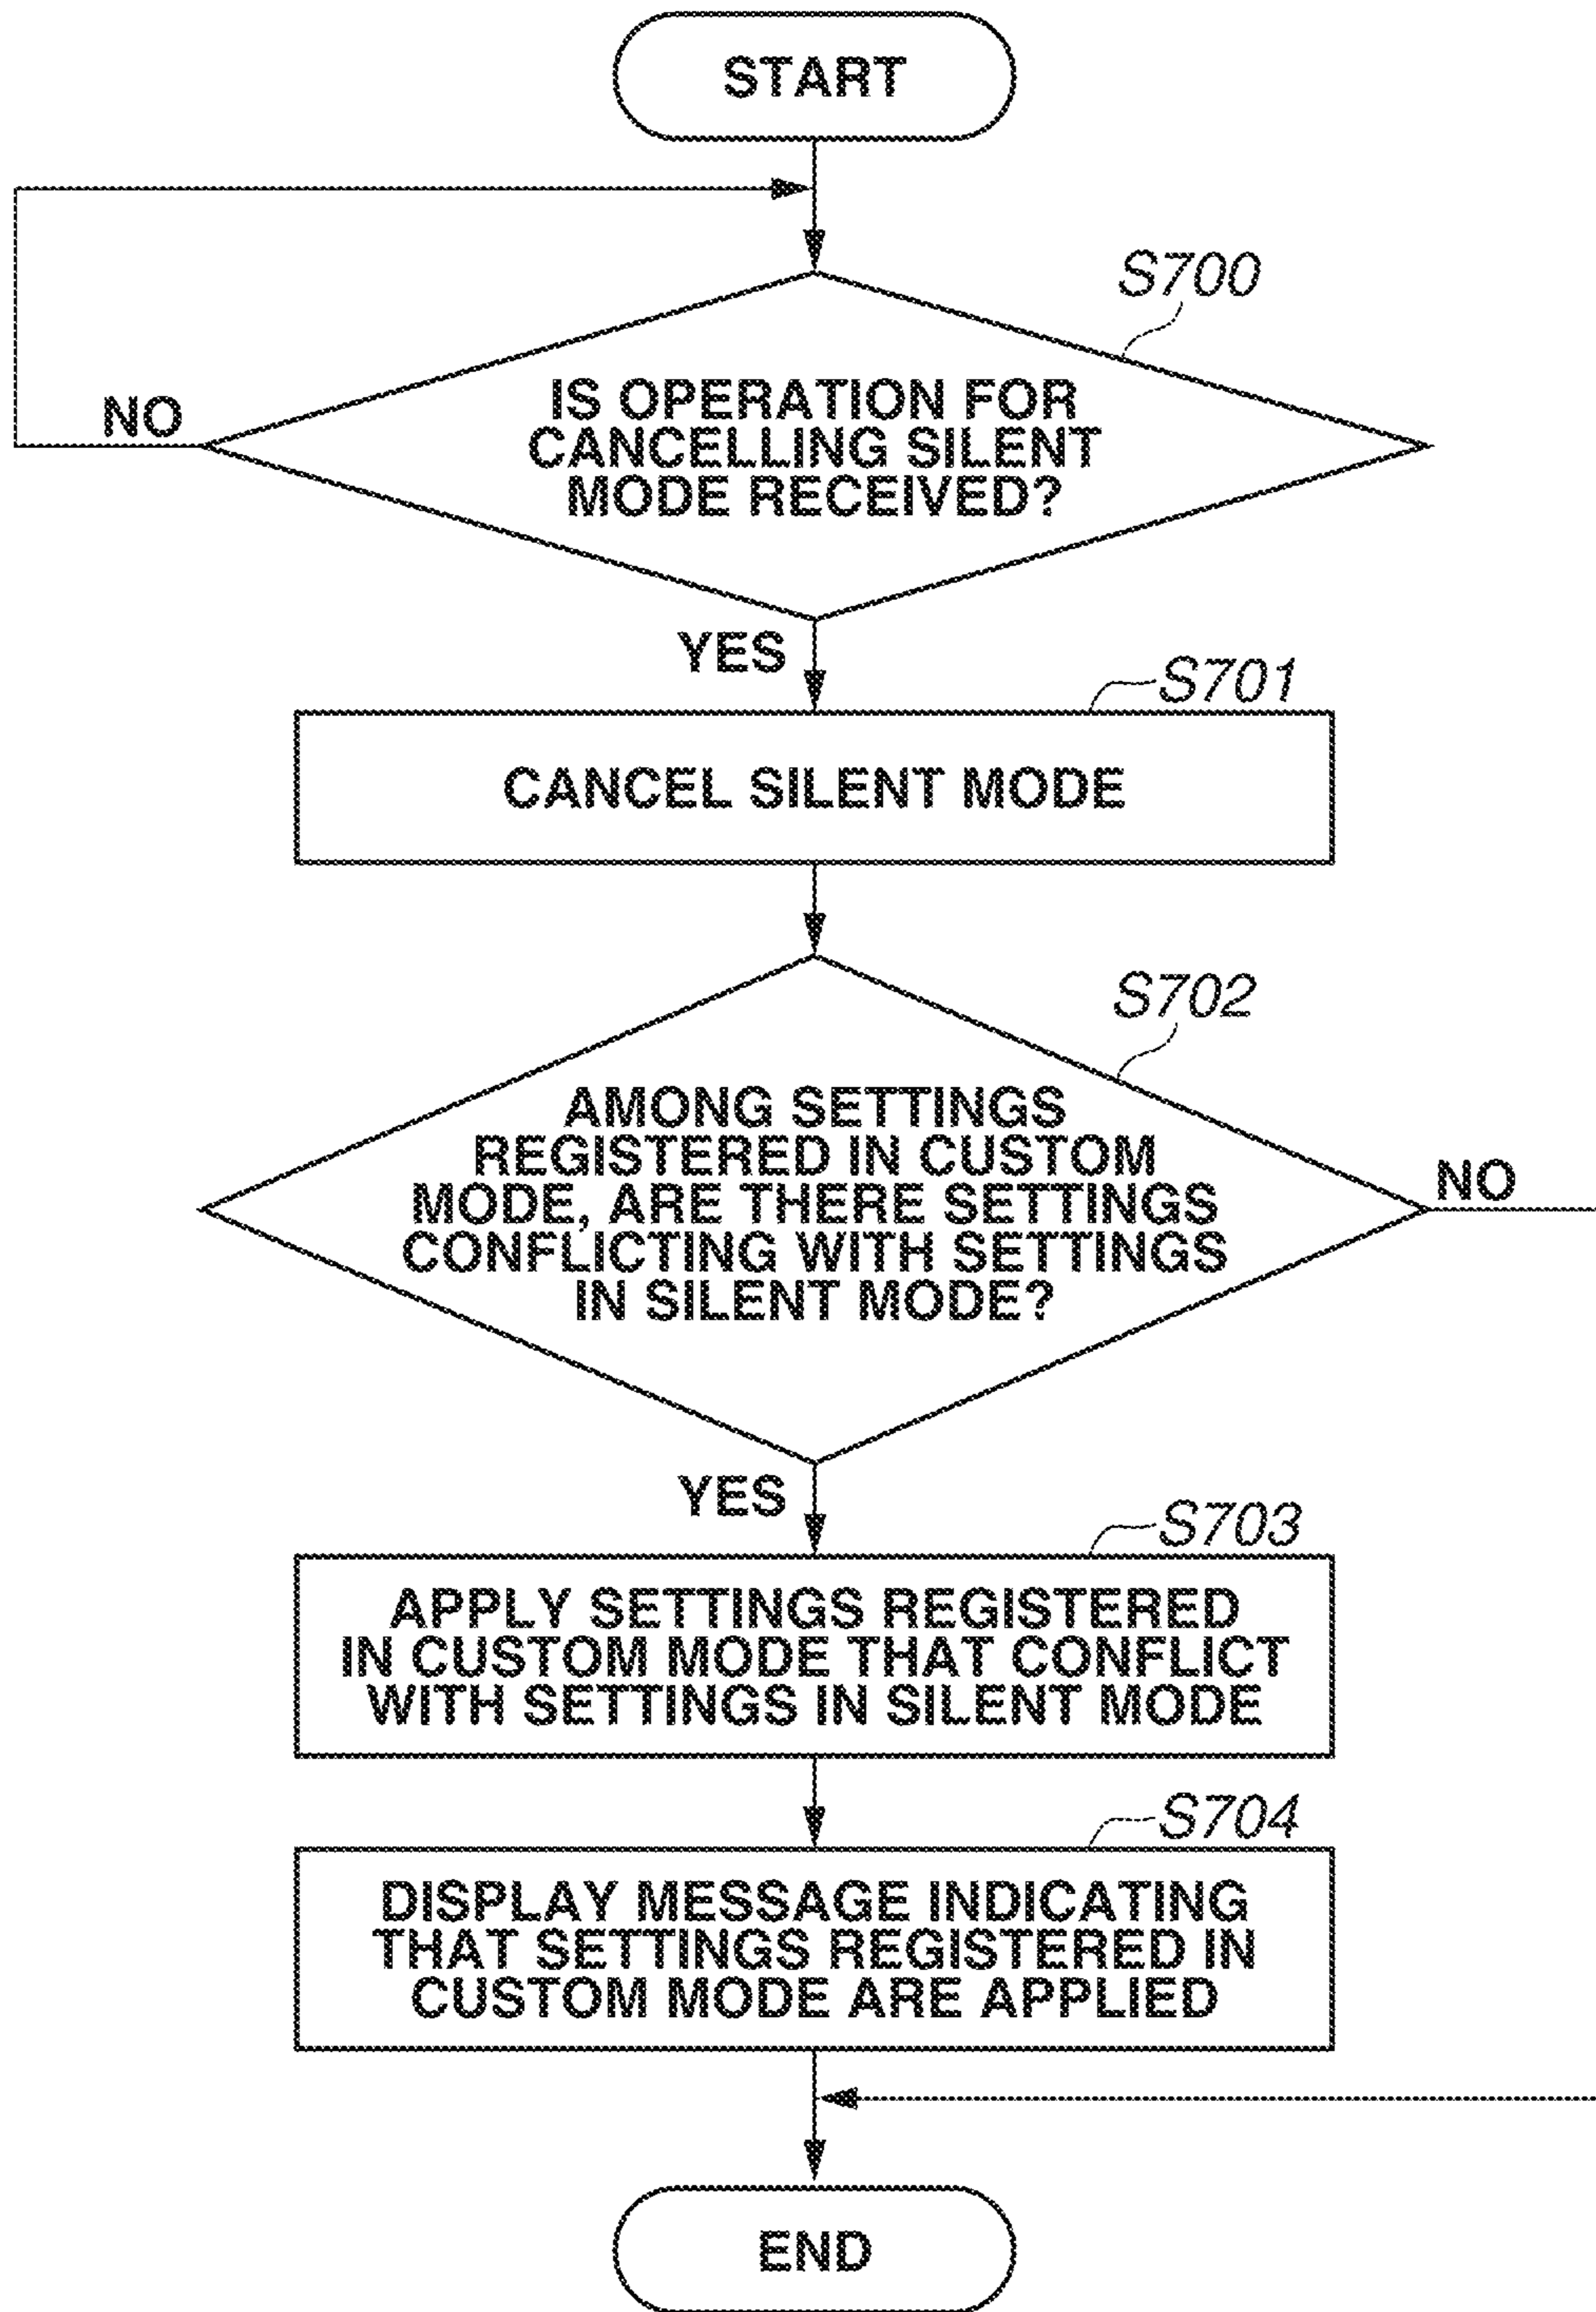 START
S700
IS OPERATION FOR
CANCELLING SILENT
MODE RECEIVED?
NO
YES
S701
CANCEL SILENT MODE
S702
AMONG SETTINGS
REGISTERED IN CUSTOM
MODE, ARE THERE SETTINGS
CONFLICTING WITH SETTINGS
IN SILENT MODE?
NO
YES
S703
APPLY SETTINGS REGISTERED
IN CUSTOM MODE THAT CONFLICT
WITH SETTINGS IN SILENT MODE
S704
DISPLAY MESSAGE INDICATING
THAT SETTINGS REGISTERED IN
CUSTOM MODE ARE APPLIED
END